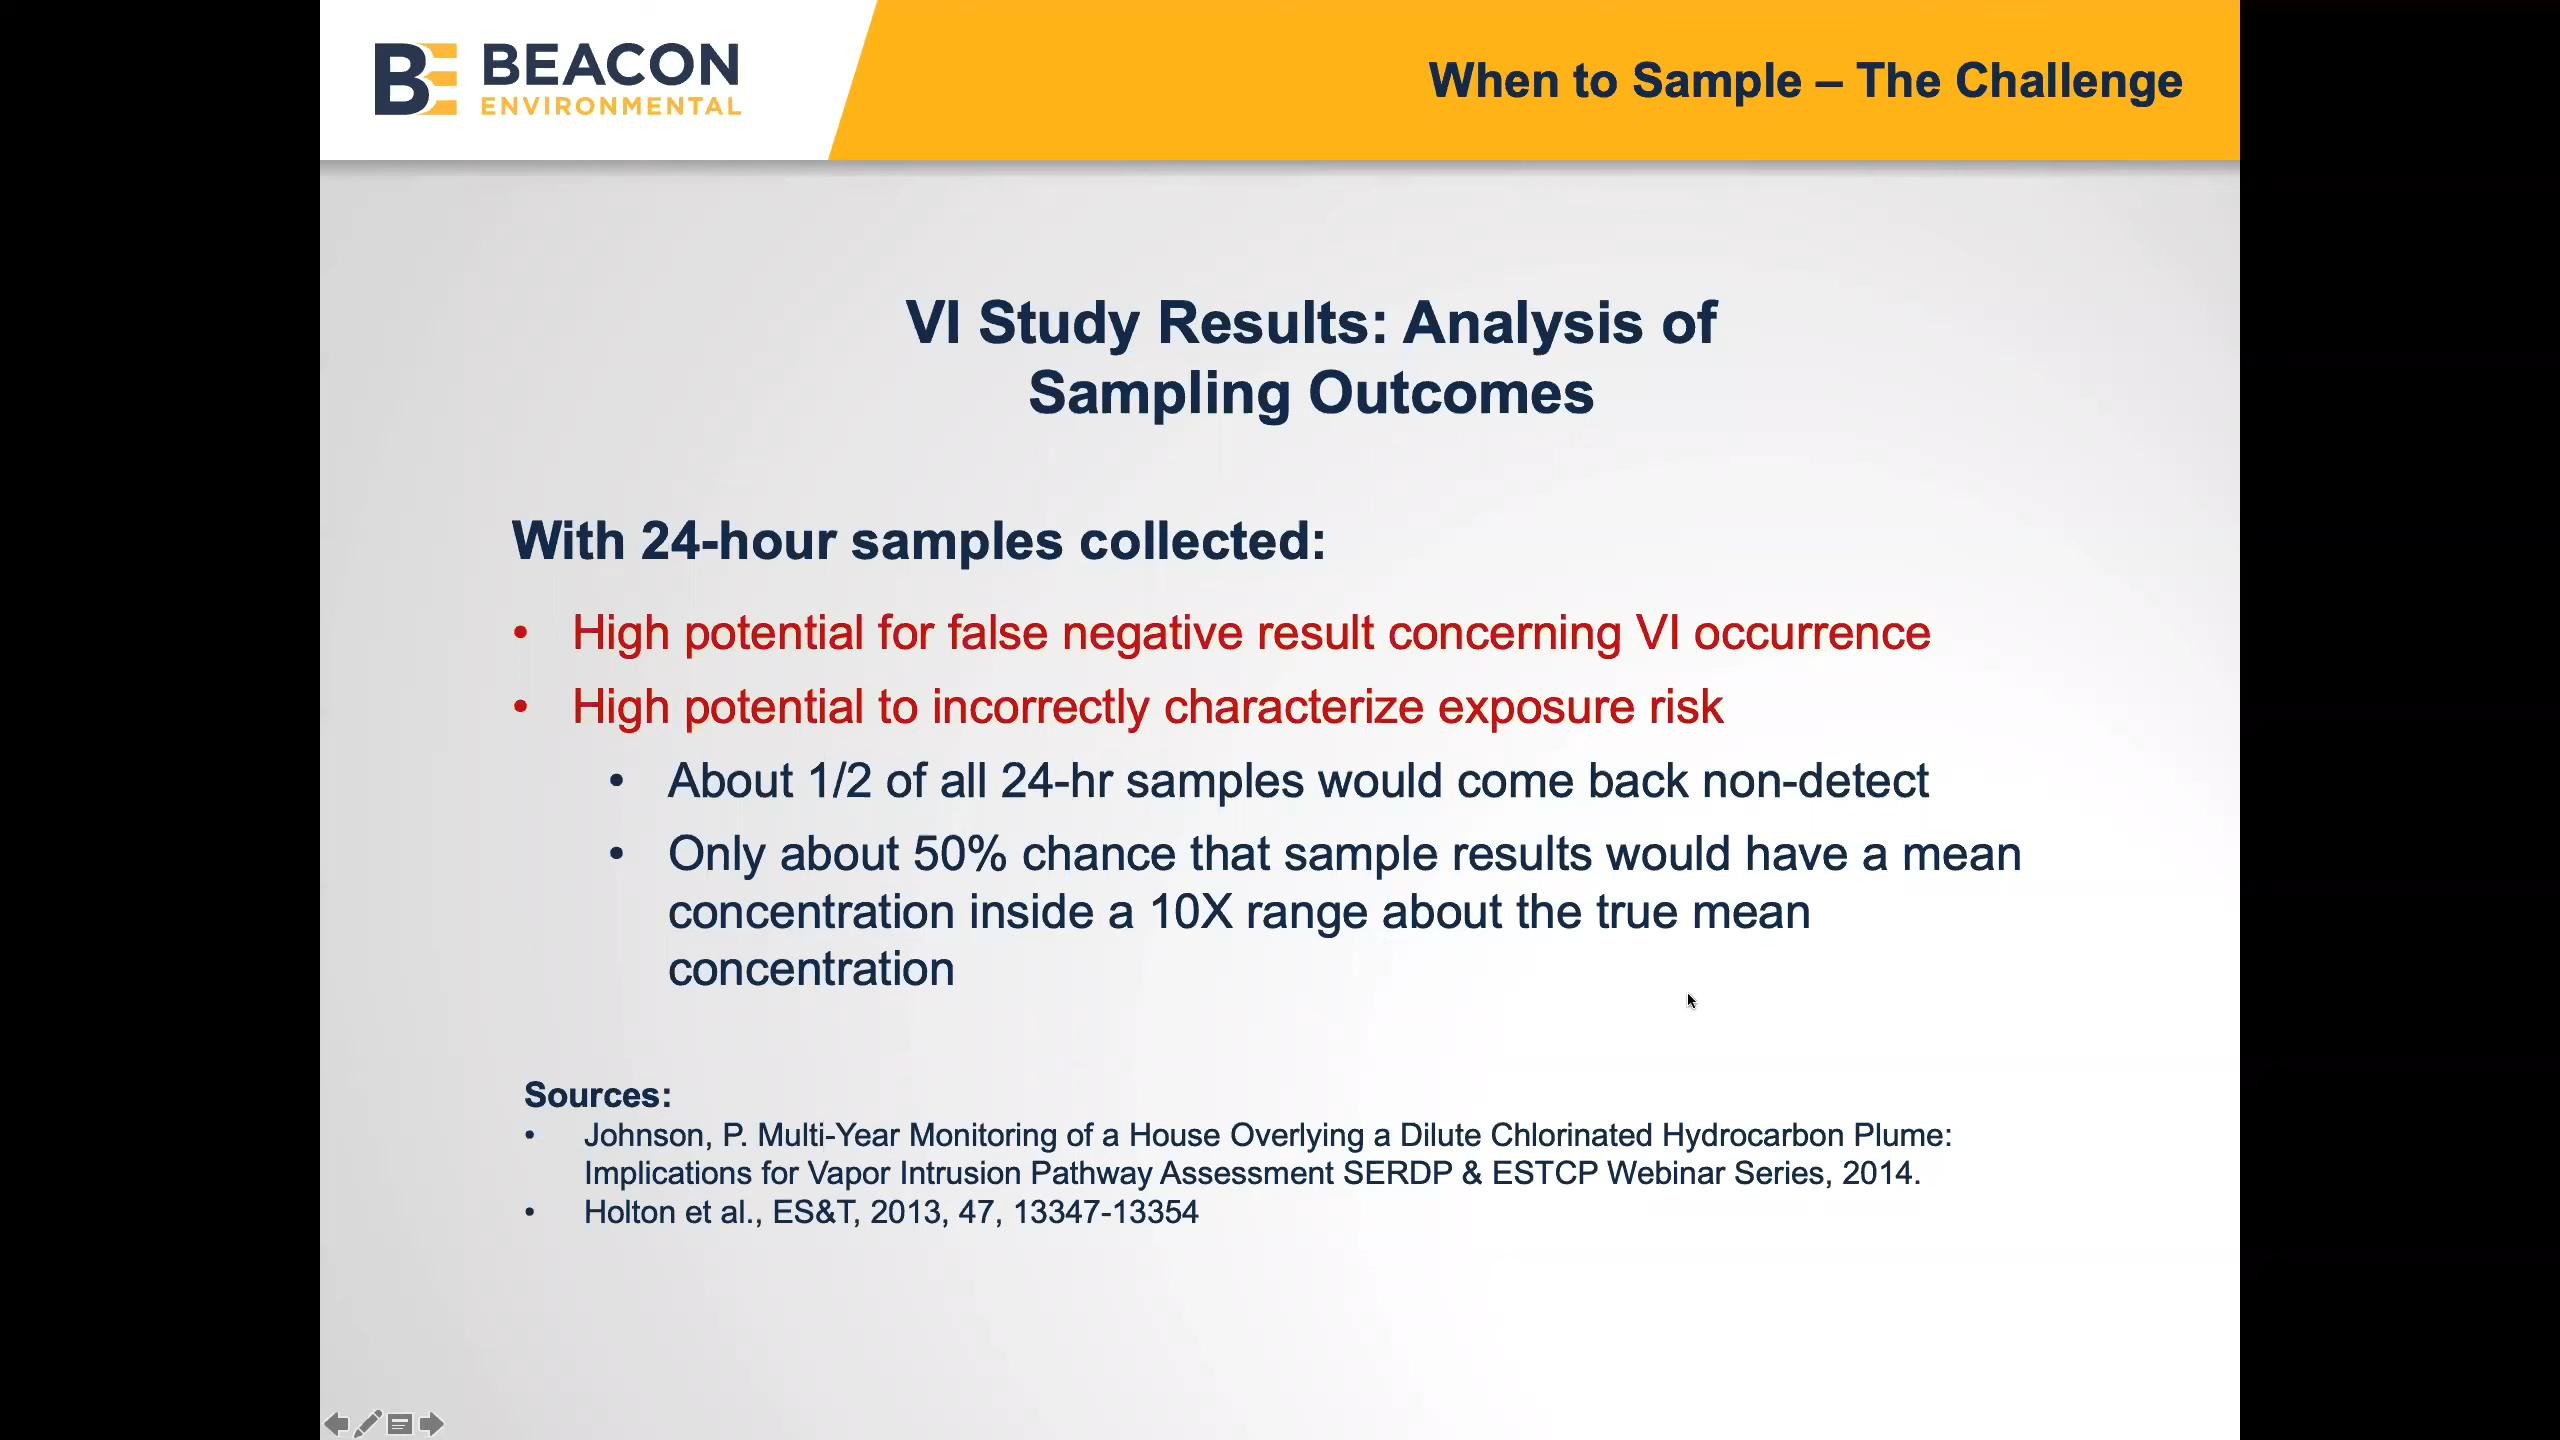 BEACON
ENVIRONMENTAL
When to Sample – The Challenge
VI Study Results: Analysis of
Sampling Outcomes
With 24-hour samples collected:
• High potential for false negative result concerning VI occurrence
• High potential to incorrectly characterize exposure risk
• About 1/2 of all 24-hr samples would come back non-detect
• Only about 50% chance that sample results would have a mean
concentration inside a 10X range about the true mean
concentration
Sources:
• Johnson, P. Multi-Year Monitoring of a House Overlying a Dilute Chlorinated Hydrocarbon Plume:
Implications for Vapor Intrusion Pathway Assessment SERDP & ESTCP Webinar Series, 2014.
• Holton et al., ES&T, 2013, 47, 13347-13354